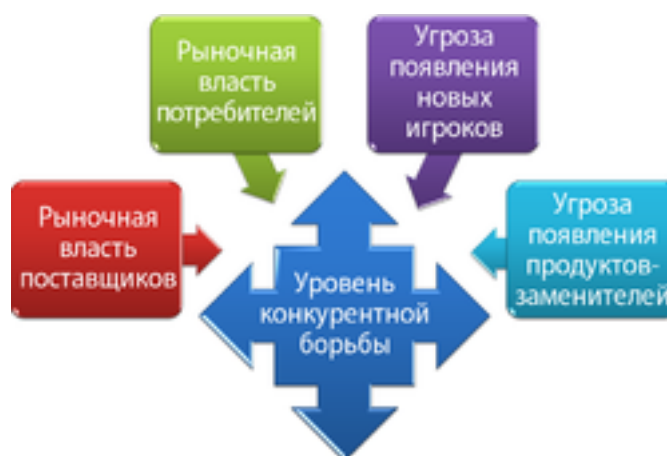 Рыночная
власть
потребителей
Угроза
появления
новых
игроков
Рыночная
власть
поставщиков
Угроза
появления
продуктов-
заменителей
Уровень
конкурентной
борьбы